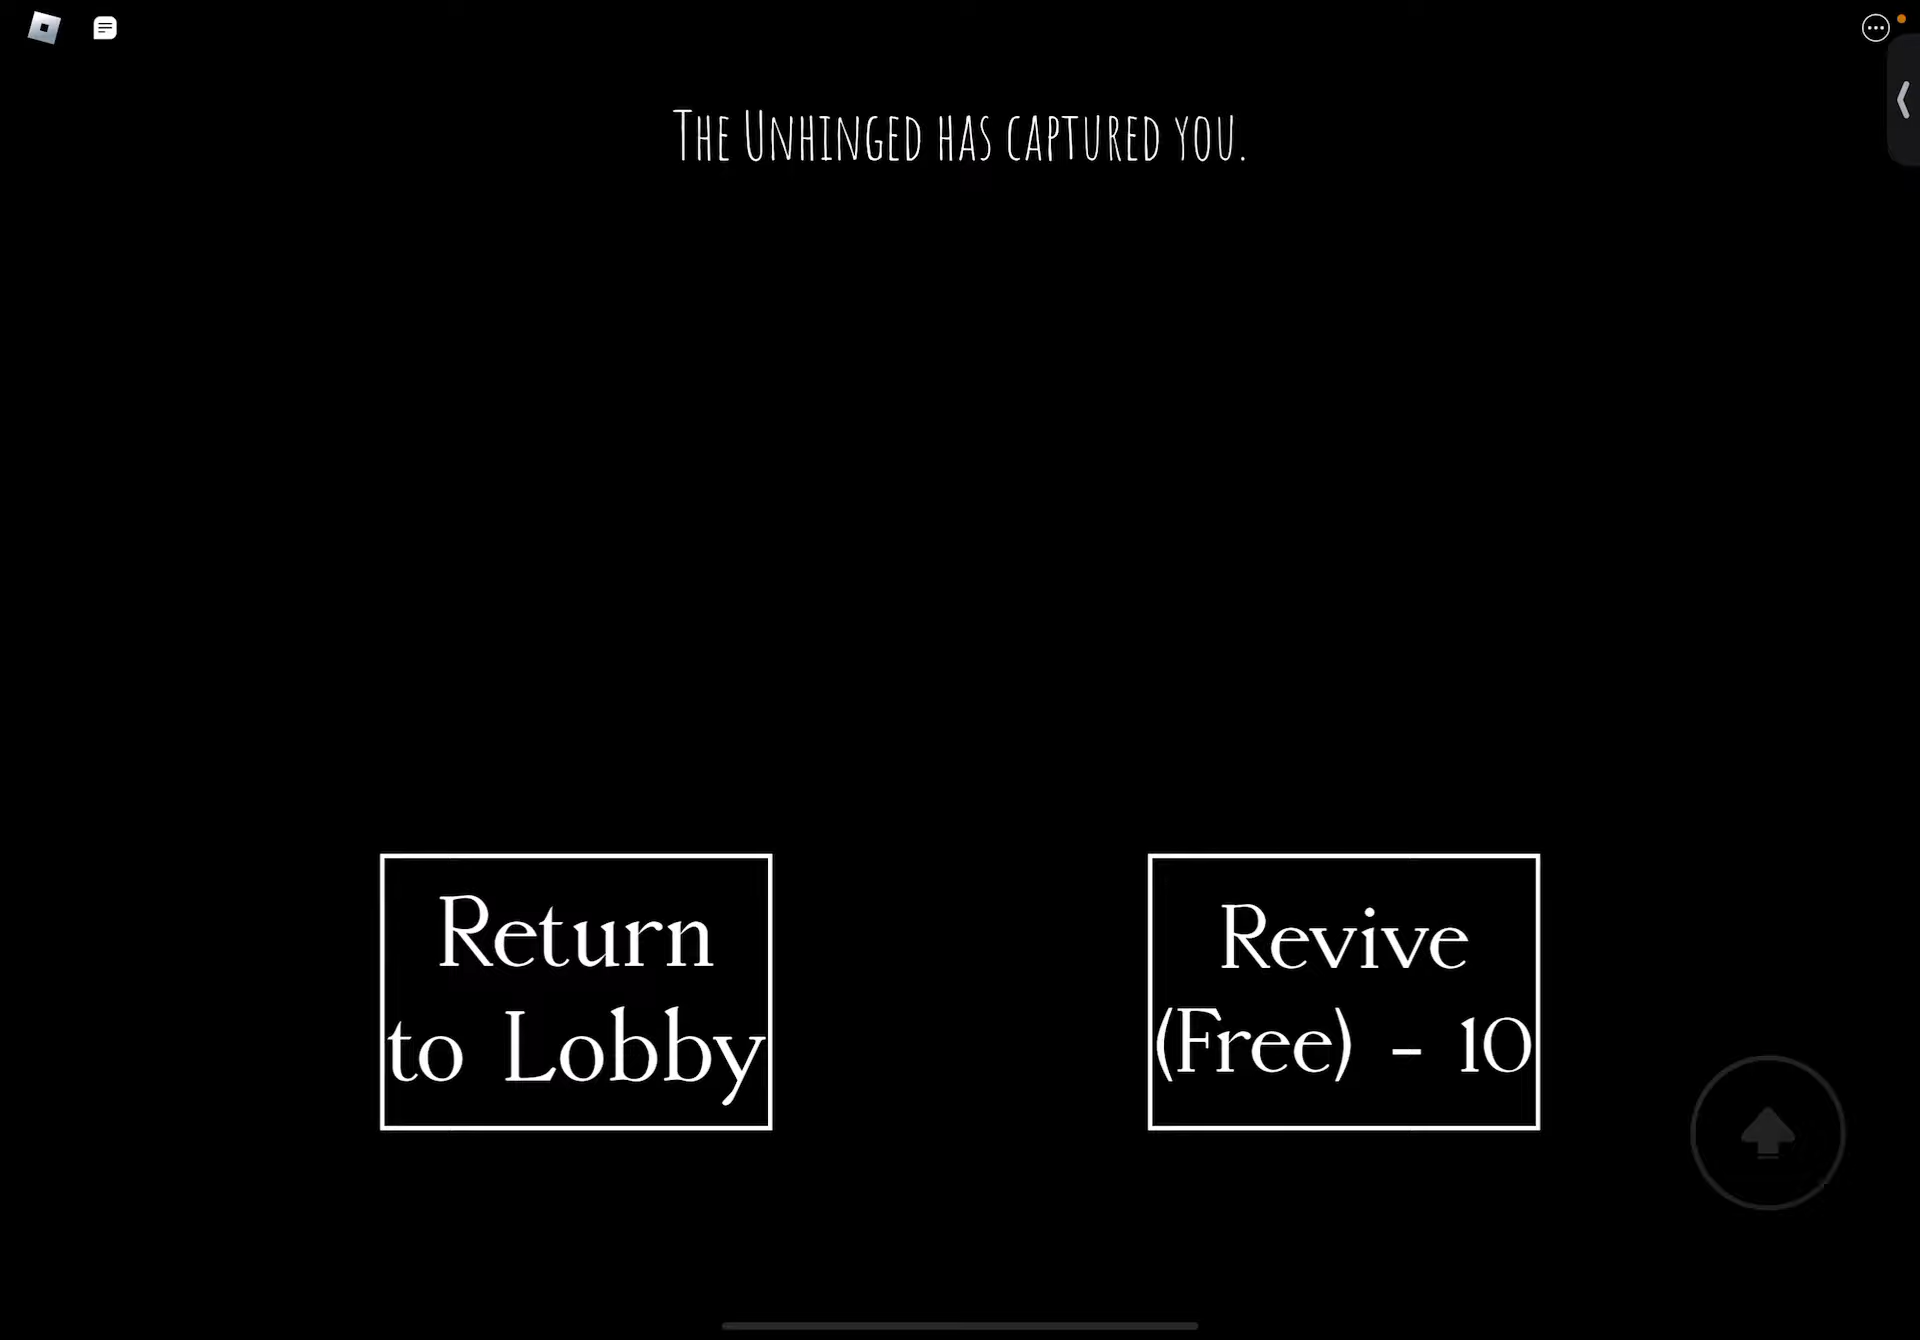 The Unhinged has captured you.
Return
to Lobby
Revive
(Free) - 10